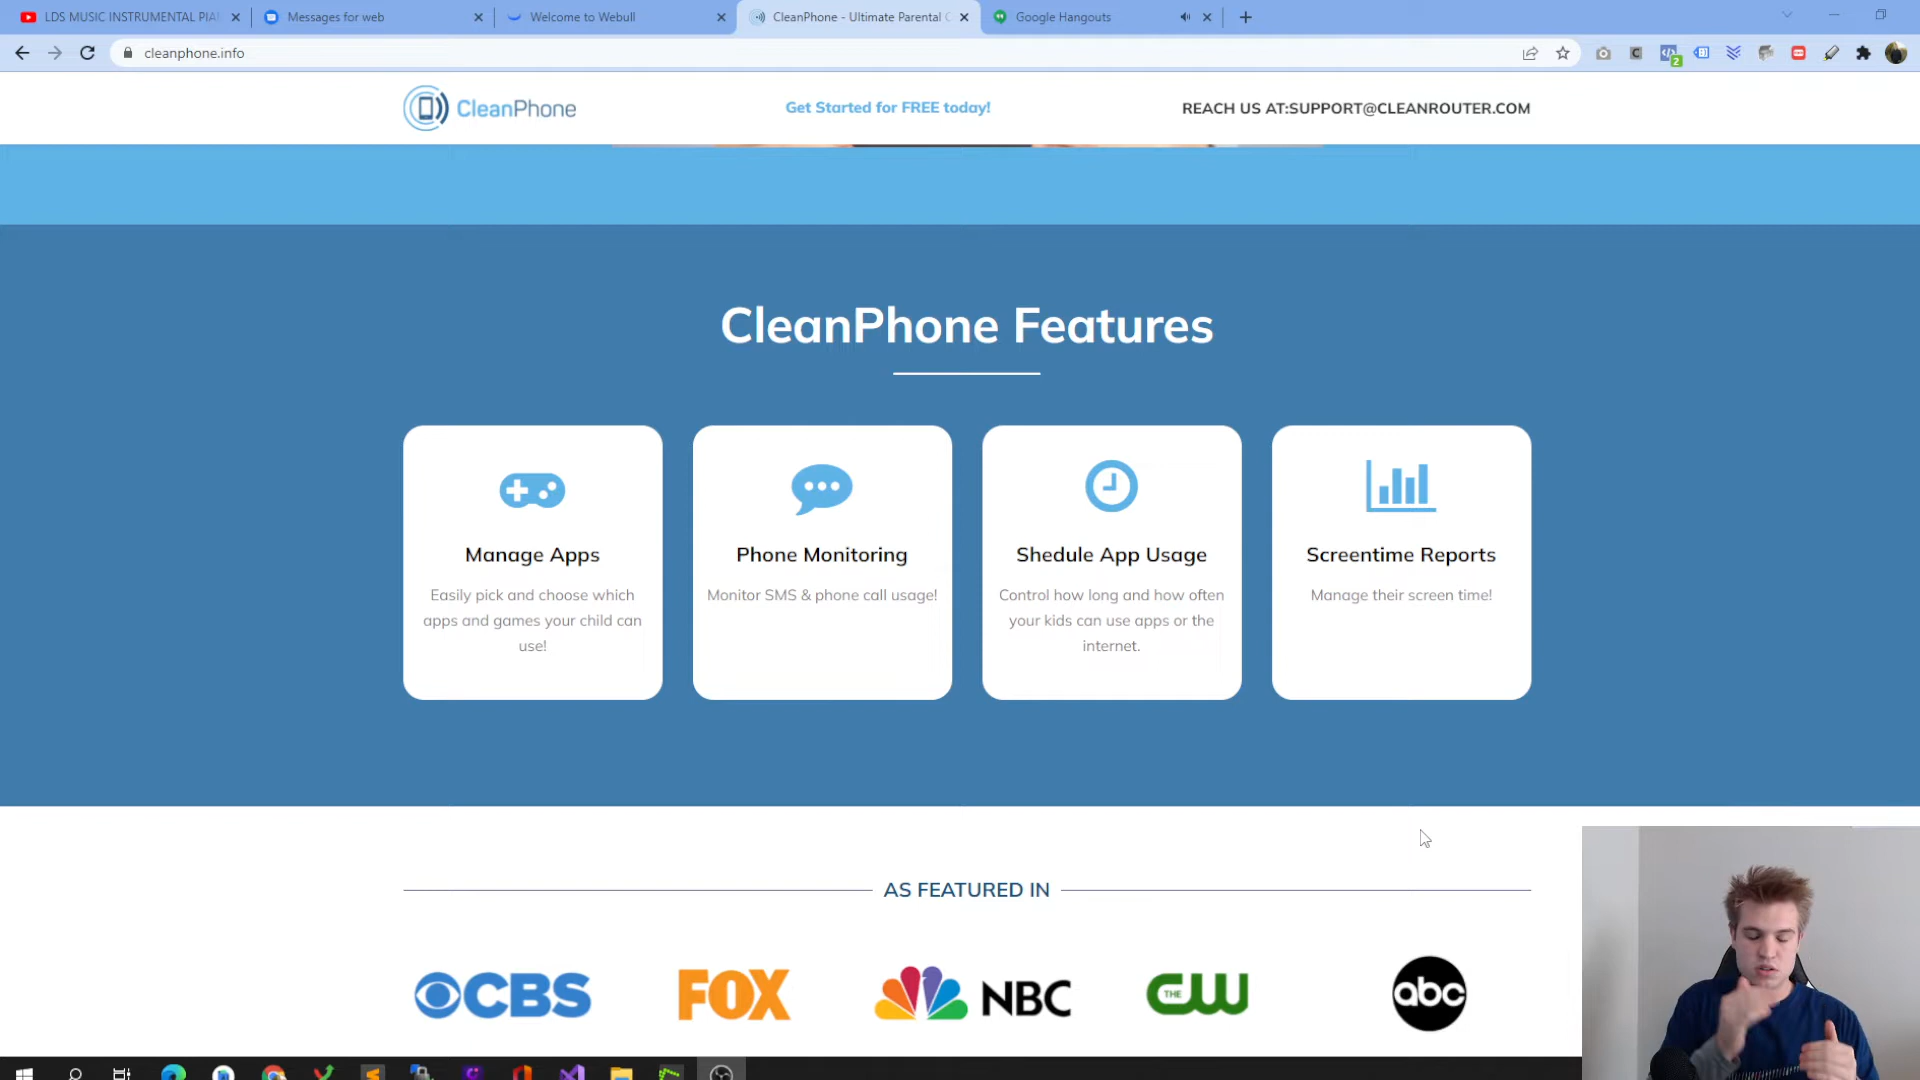 LDS MUSIC INSTRUMENTAL PIA
Messages for web
Welcome to Webull
CleanPhone - Ultimate Parental C
Google Hangouts
cleanphone.info
2
CleanPhone
Get Started for FREE today!
REACH US AT:SUPPORT@CLEANROUTER.COM
CleanPhone Features
Manage Apps
Easily pick and choose which
apps and games your child can
use!
Phone Monitoring
Monitor SMS & phone call usage!
Shedule App Usage
Control how long and how often
your kids can use apps or the
internet.
Screentime Reports
Manage their screen time!
AS FEATURED IN
CBS
FOX
NBC
THE CW
abc